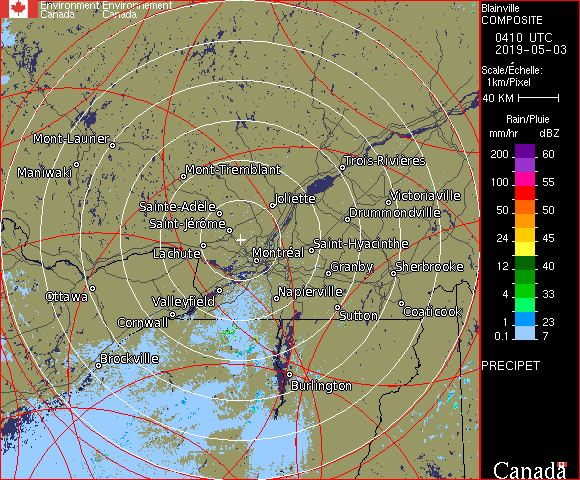 Environment Environnement
Canada Canada
Blainville
COMPOSITE
0410 UTC
2019-05-03
Scale/Échelle:
1km/Pixel
40 KM
Rain/Pluie
mm/hr dBZ
200 60
100 55
50 50
24 45
12 40
4 33
1 23
0.1 7
PRECIPET
Canada
Mont-Laurier
Maniwaki
Mont-Tremblant
Trois-Rivières
Sainte-Adèle
Joliette
Victoriaville
Drummondville
Saint-Jérôme
Lachute
Montréal
Saint-Hyacinthe
Granby
Sherbrooke
Ottawa
Valleyfield
Napierville
Cornwall
Sutton
Coaticook
Brockville
Burlington